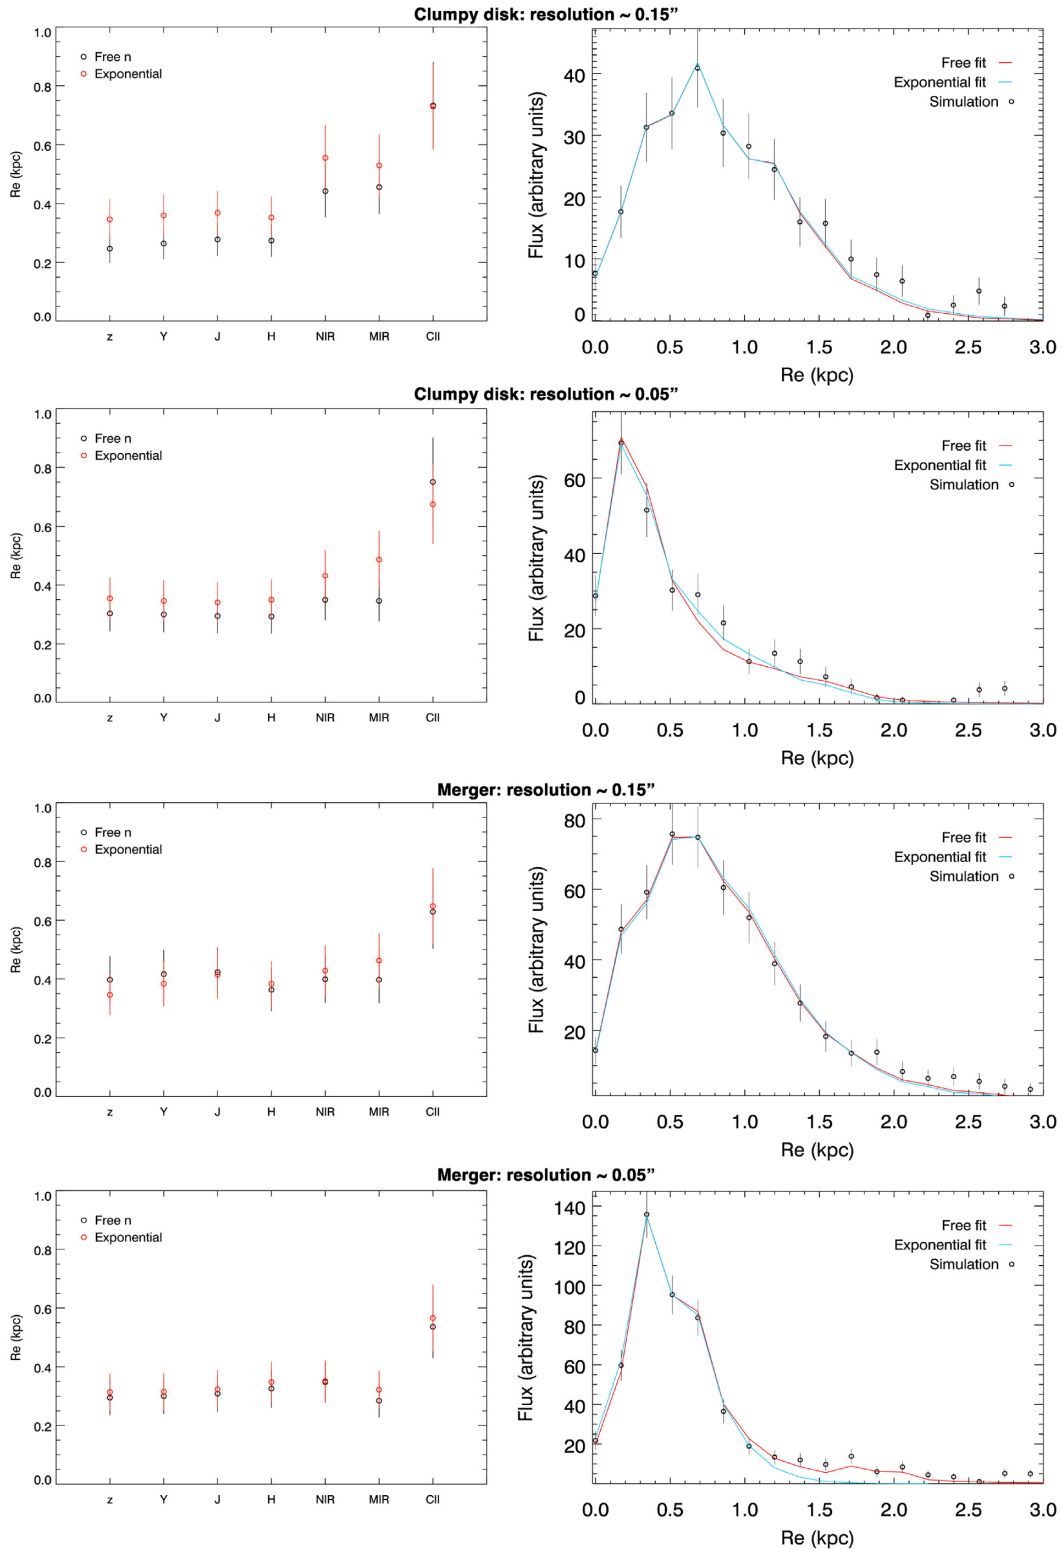 Clumpy disk: resolution ~ 0.15”
1.0
0.8
0.6
0.4
0.2
0.0
Re (kpc)
Free n
Exponential
z Y J H NIR MIR CII
40
30
20
10
0
Flux (arbitrary units)
Free fit
Exponential fit
Simulation
0.0 0.5 1.0 1.5 2.0 2.5 3.0
Re (kpc)
Clumpy disk: resolution ~ 0.05”
1.0
0.8
0.6
0.4
0.2
0.0
Re (kpc)
Free n
Exponential
z Y J H NIR MIR CII
60
40
20
0
Flux (arbitrary units)
Free fit
Exponential fit
Simulation
0.0 0.5 1.0 1.5 2.0 2.5 3.0
Re (kpc)
Merger: resolution ~ 0.15”
1.0
0.8
0.6
0.4
0.2
0.0
Re (kpc)
Free n
Exponential
z Y J H NIR MIR CII
80
60
40
20
Flux (arbitrary units)
Free fit
Exponential fit
Simulation
0.0 0.5 1.0 1.5 2.0 2.5 3.0
Re (kpc)
Merger: resolution ~ 0.05”
1.0
0.8
0.6
0.4
0.2
0.0
Re (kpc)
Free n
Exponential
z Y J H NIR MIR CII
140
120
100
80
60
40
20
Flux (arbitrary units)
Free fit
Exponential fit
Simulation
0.0 0.5 1.0 1.5 2.0 2.5 3.0
Re (kpc)